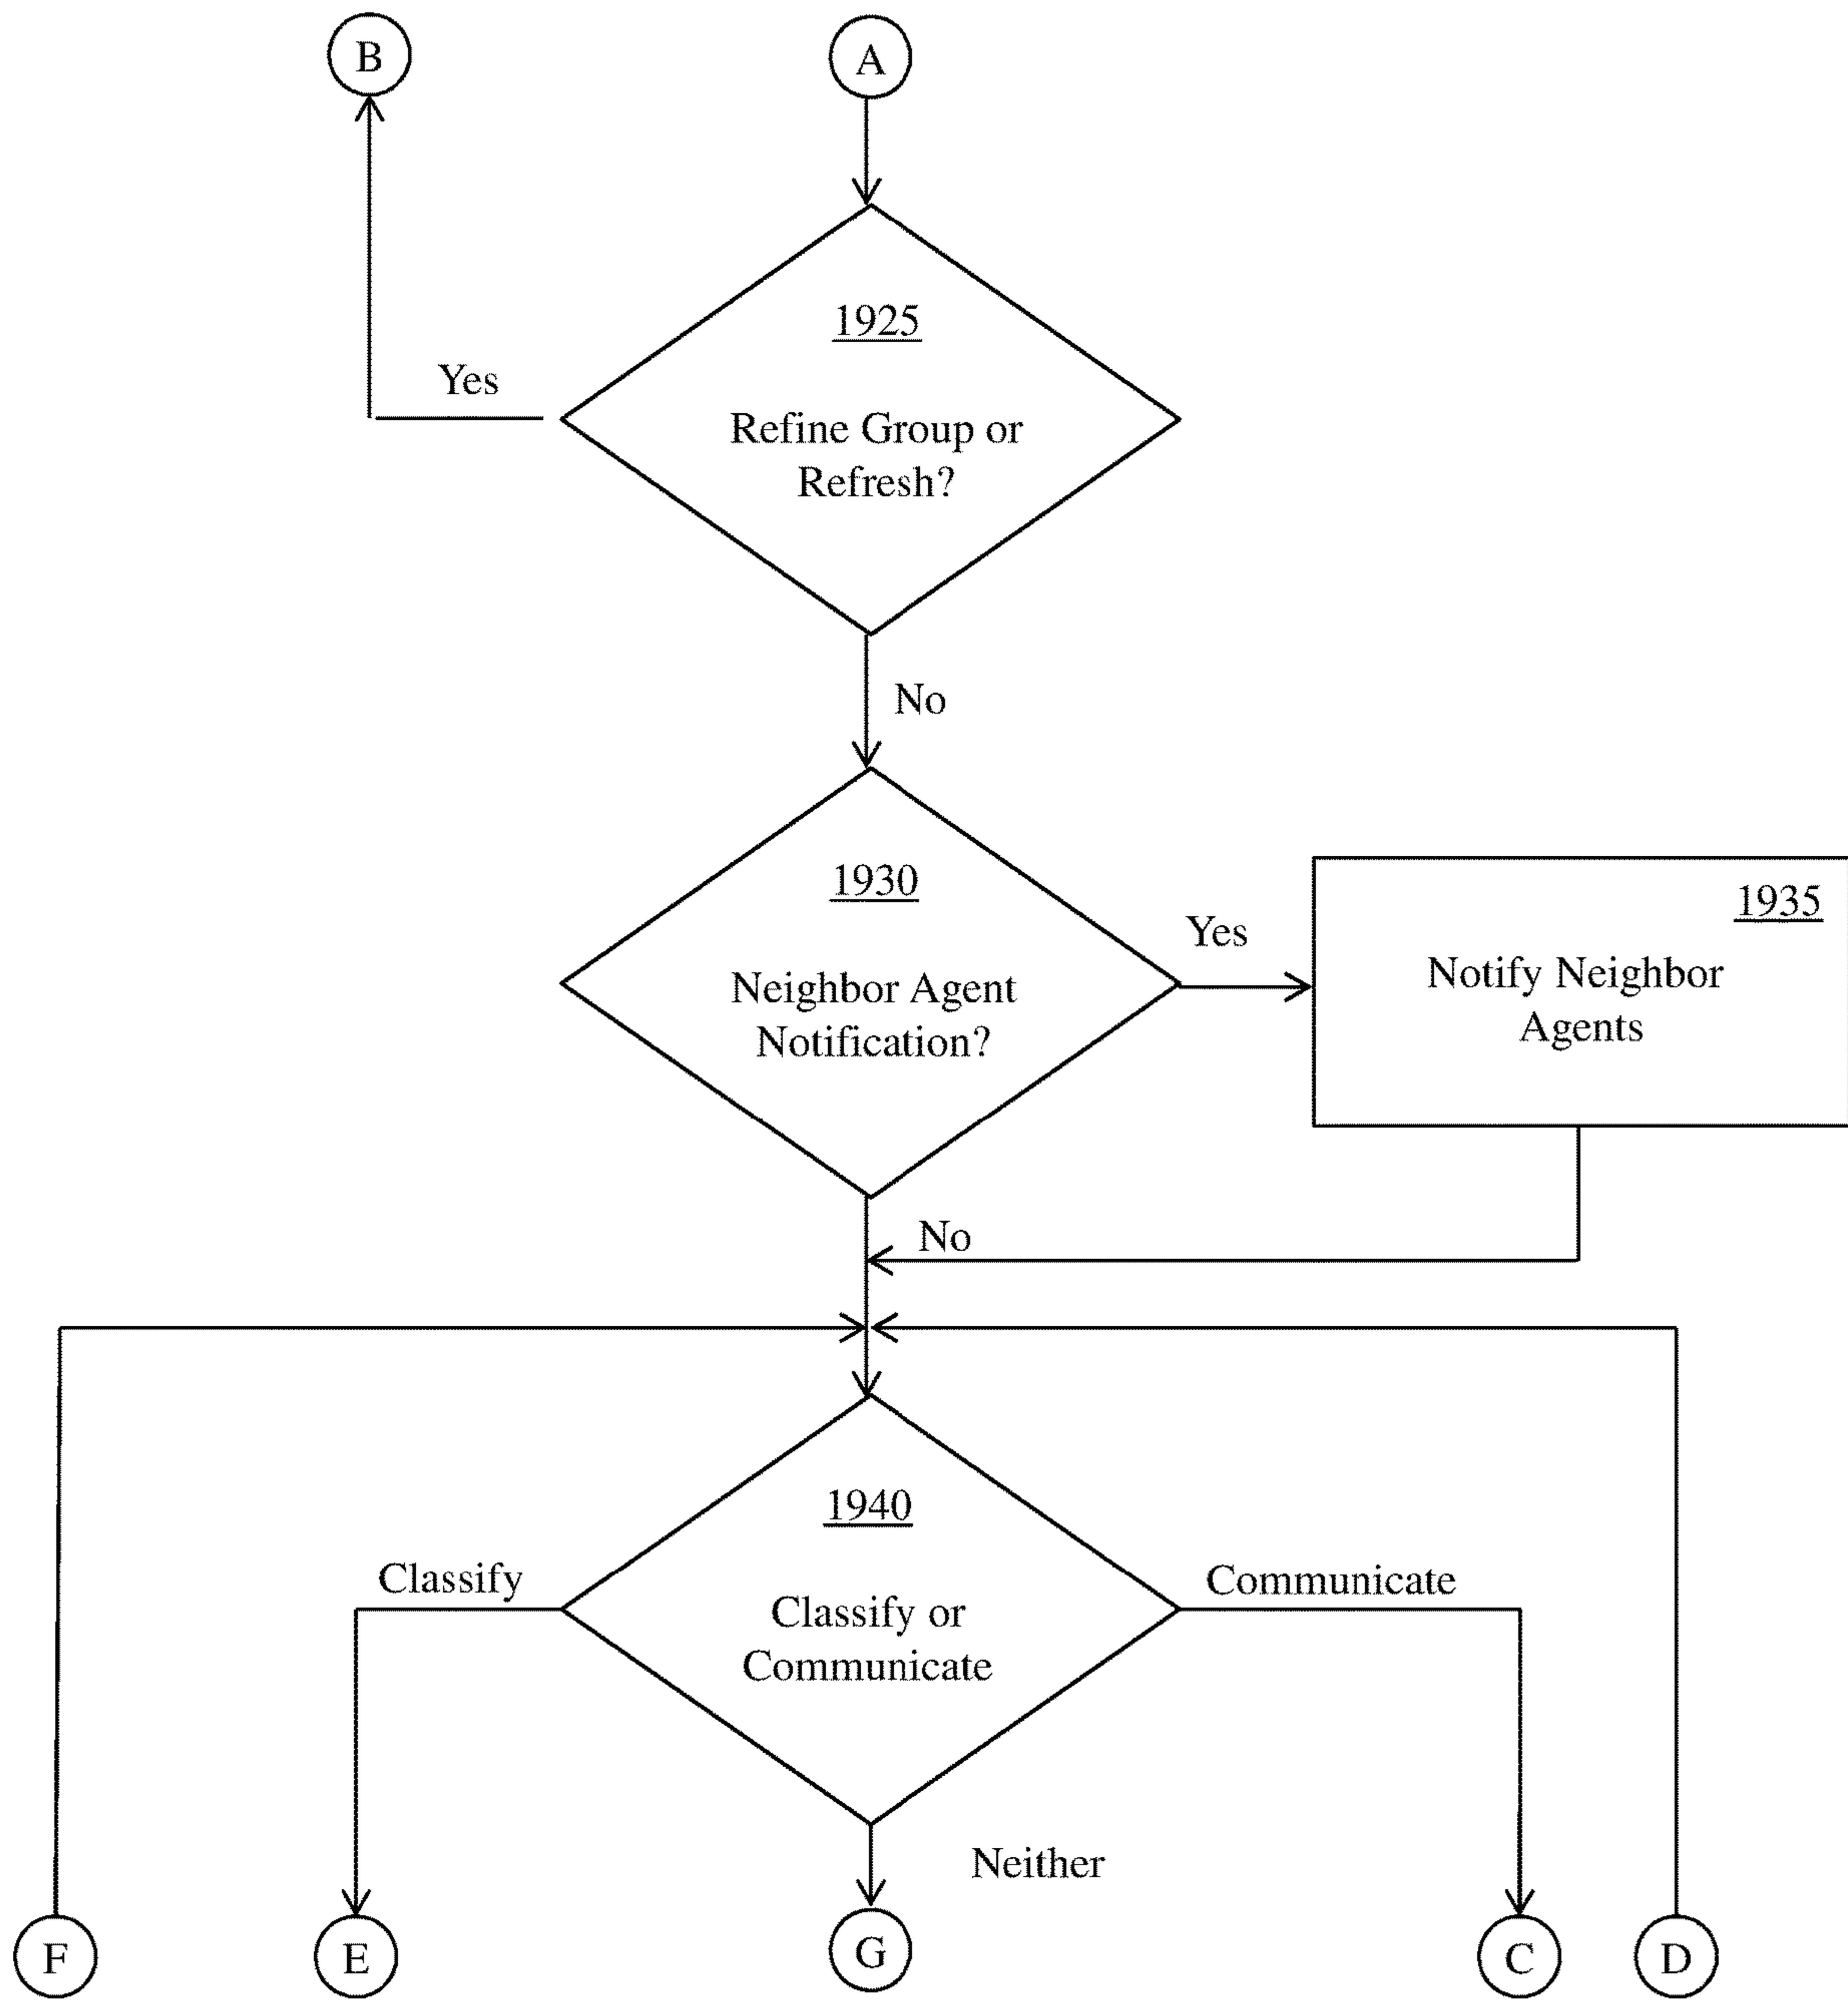 B
A
1925
Yes
Refine Group or
Refresh?
No
1930
1935
Yes
Neighbor Agent
Notification?
Notify Neighbor
Agents
No
1940
Classify
Communicate
Classify or
Communicate
Neither
F
E
G
C
D